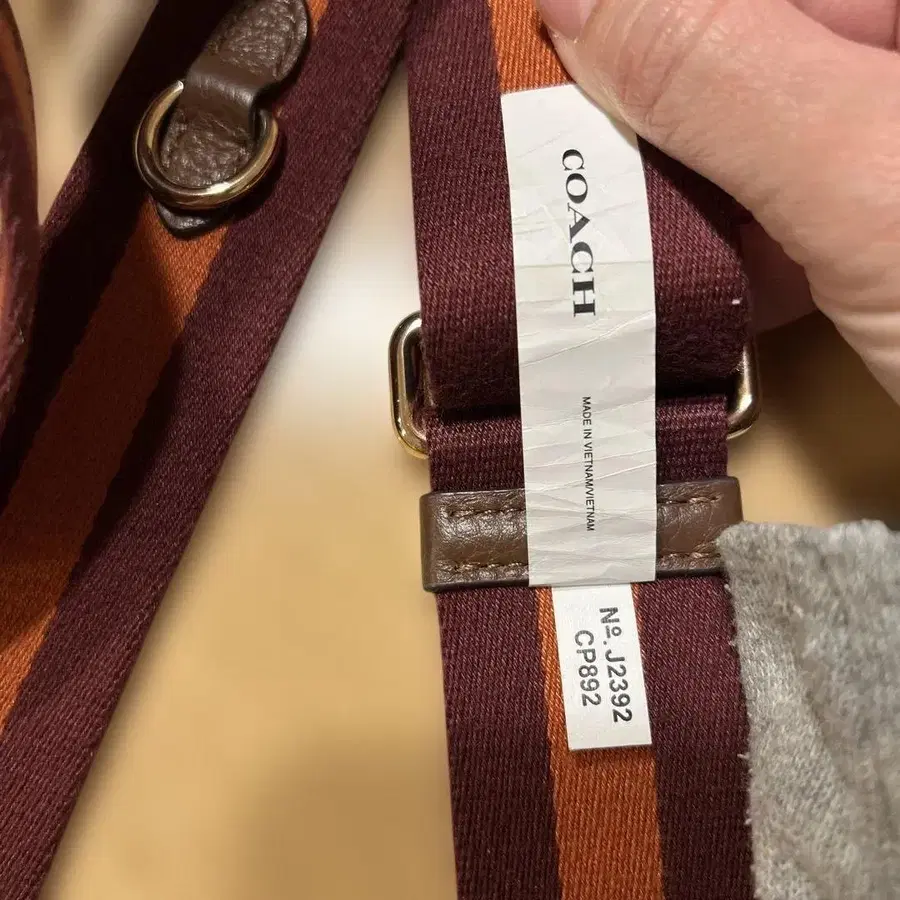 COACH
MADE IN VIETNAM/VIETNAM
Nº. J2392
CP892